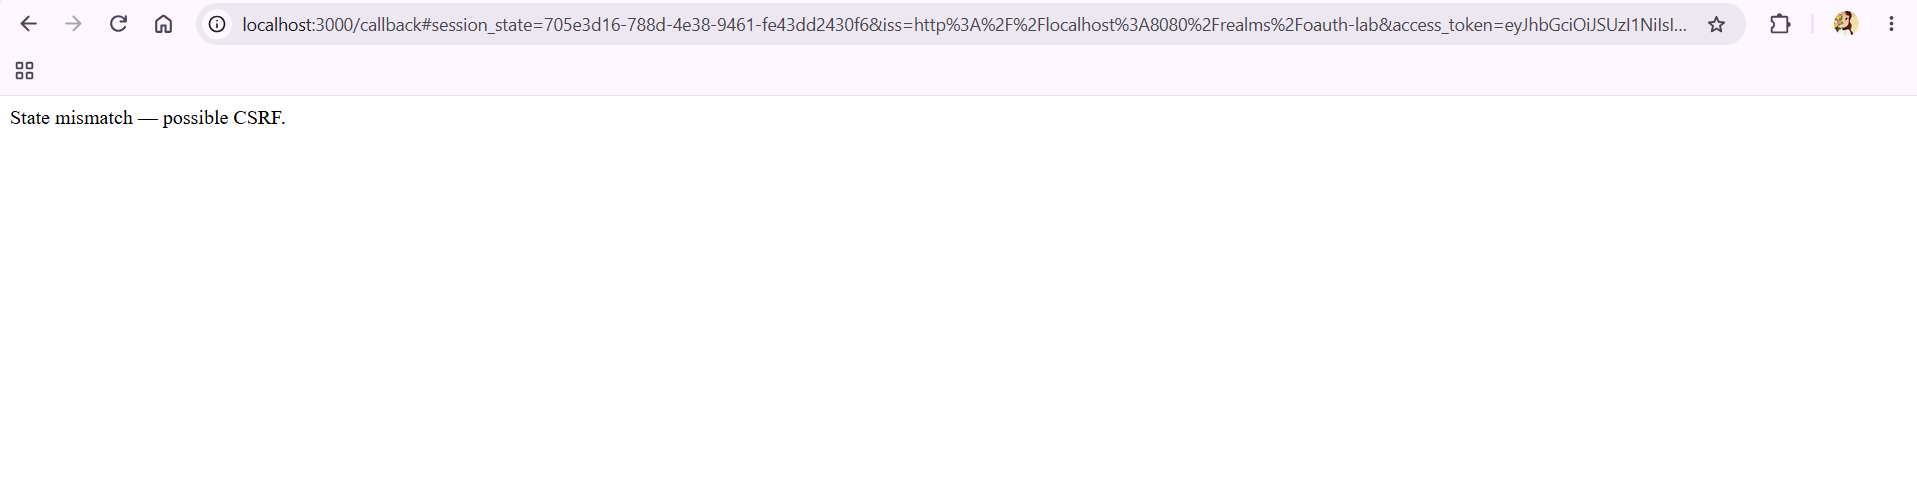 localhost:3000/callback#session_state=705e3d16-788d-4e38-9461-fe43dd2430f6&iss=http%3A%2F%2Flocalhost%3A8080%2Frealms%2Foauth-lab&access_token=eyJhbGciOiJSUzI1NiIsI...
State mismatch — possible CSRF.